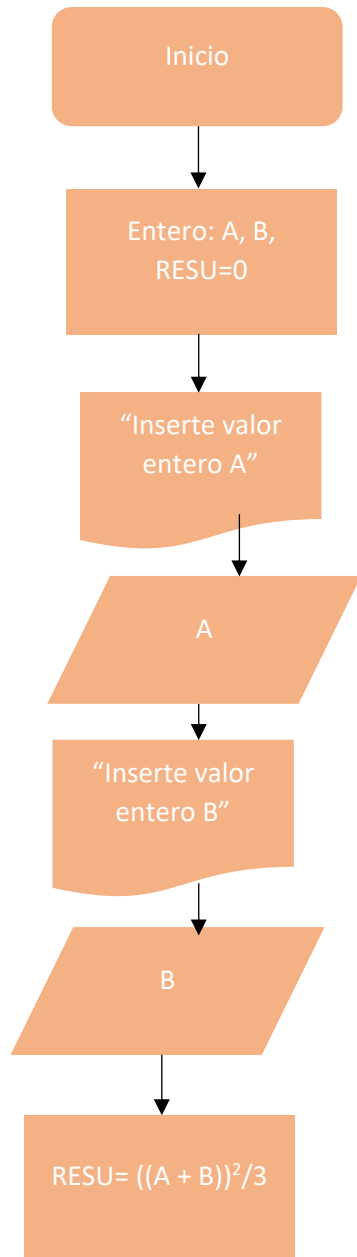 Inicio
Entero: A, B,
RESU=0
“Inserte valor
entero A”
A
“Inserte valor
entero B”
B
RESU= ((A + B))²/3